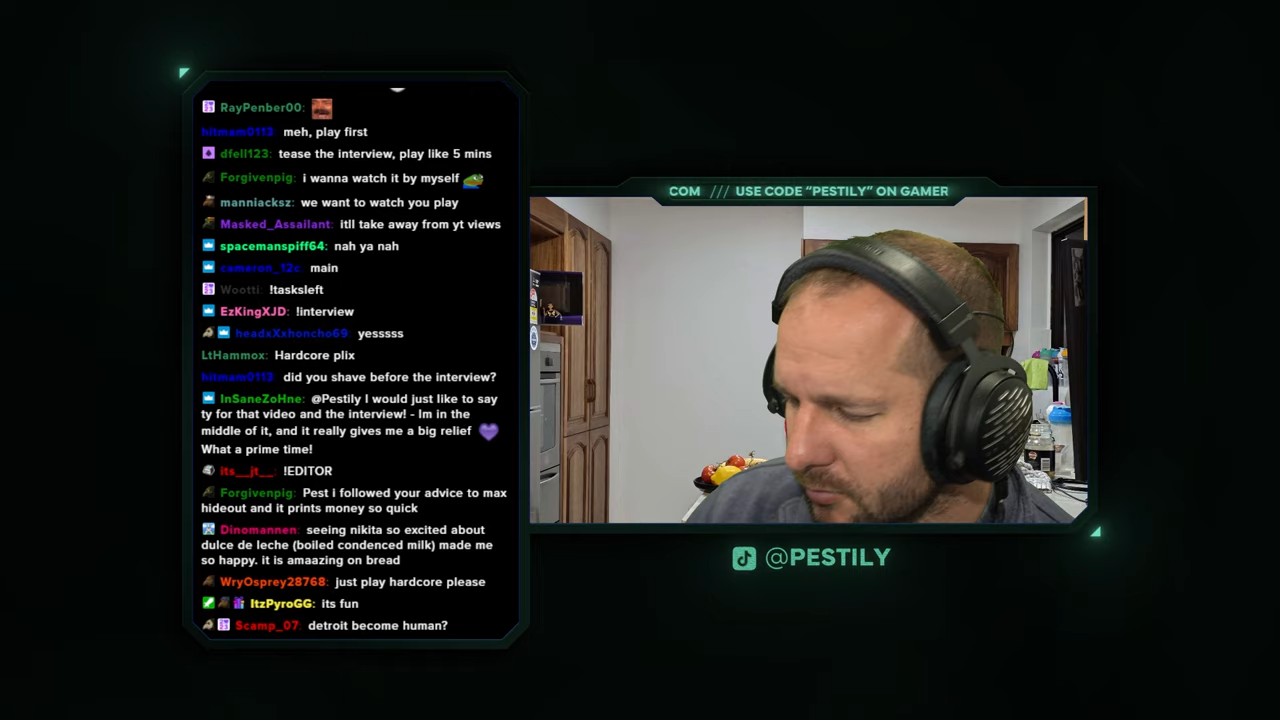 RayPenber00:
hitmam0113: meh, play first
dfell123: tease the interview, play like 5 mins
Forgivenpig: i wanna watch it by myself
manniacksz: we want to watch you play
Masked_Assailant: itll take away from yt views
spacemanspiff64: nah ya nah
cameron_12c: main
Wootti: !tasksleft
EzKingXJD: !interview
headxXhoncho69: yesssss
LtHammox: Hardcore plix
hitmam0113: did you shave before the interview?
InSaneZoHne: @Pestily I would just like to say
ty for that video and the interview! - Im in the
middle of it, and it really gives me a big relief
What a prime time!
its__jt__: !EDITOR
Forgivenpig: Pest i followed your advice to max
hideout and it prints money so quick
Dinomannen: seeing nikita so excited about
dulce de leche (boiled condenced milk) made me
so happy. it is amaazing on bread
WryOsprey28768: just play hardcore please
ItzPyroGG: its fun
Scamp_07: detroit become human?
COM /// USE CODE “PESTILY” ON GAMER
@PESTILY